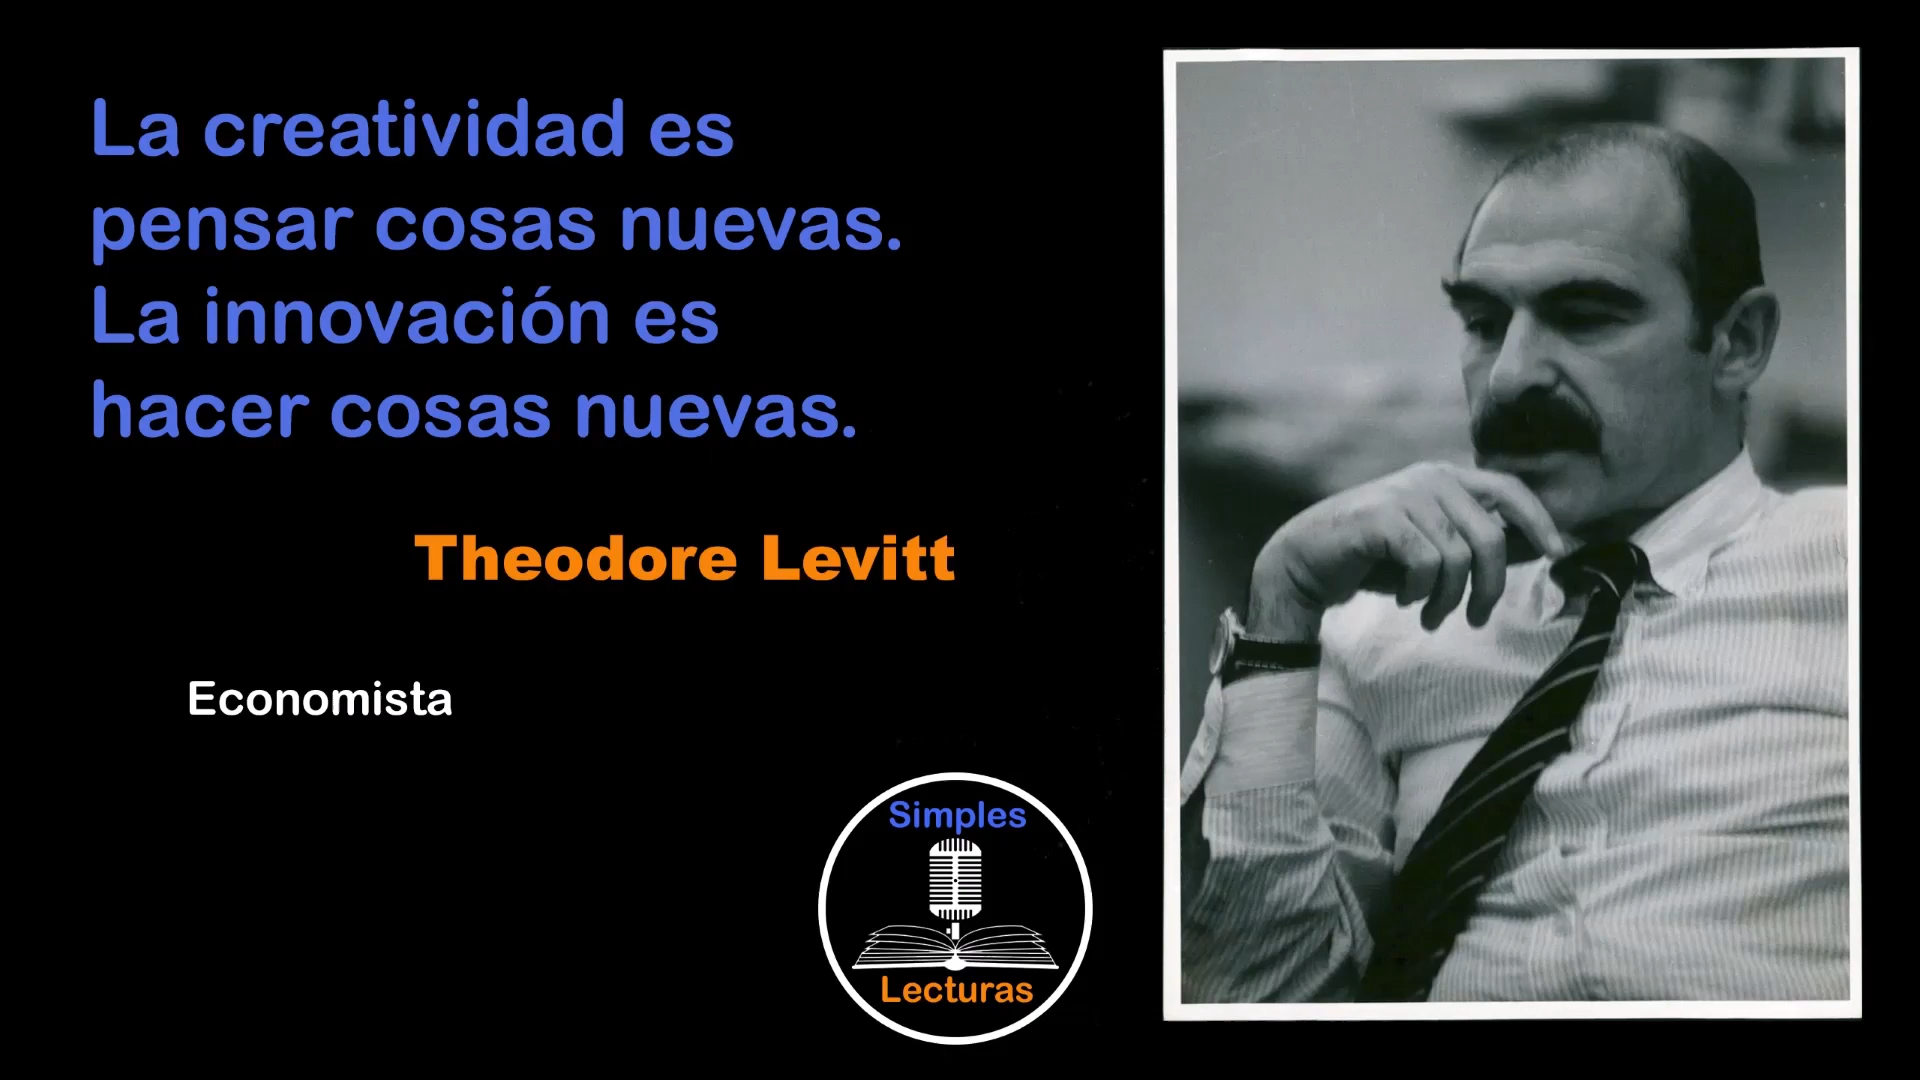 La creatividad es
pensar cosas nuevas.
La innovación es
hacer cosas nuevas.
Theodore Levitt
Economista
Simples
Lecturas